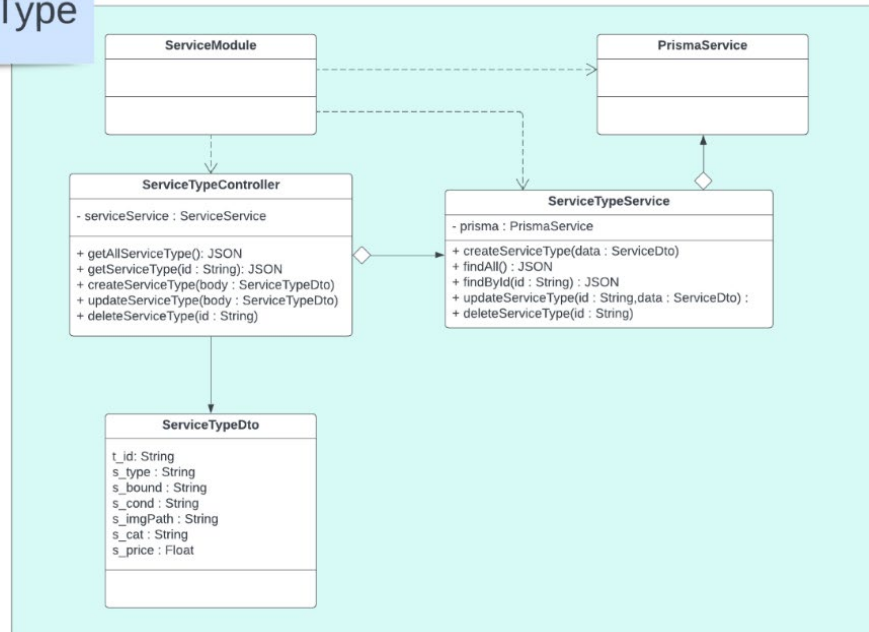 Type
ServiceModule
PrismaService
ServiceTypeController
- serviceService : ServiceService
+ getAllServiceType(): JSON
+ getService(id : String): JSON
+ createServiceType(body : ServiceTypeDto)
+ updateServiceType(body : ServiceTypeDto)
+ deleteServiceType(id : String)
ServiceTypeService
- prisma : PrismaService
+ createServiceType(data : ServiceDto)
+ findAll() : JSON
+ findById(id : String) : JSON
+ updateServiceType(id : String,data : ServiceDto) :
+ deleteServiceType(id : String)
ServiceTypeDto
t_id: String
s_type : String
s_bound : String
s_cond : String
s_imgPath : String
s_cat : String
s_price : Float